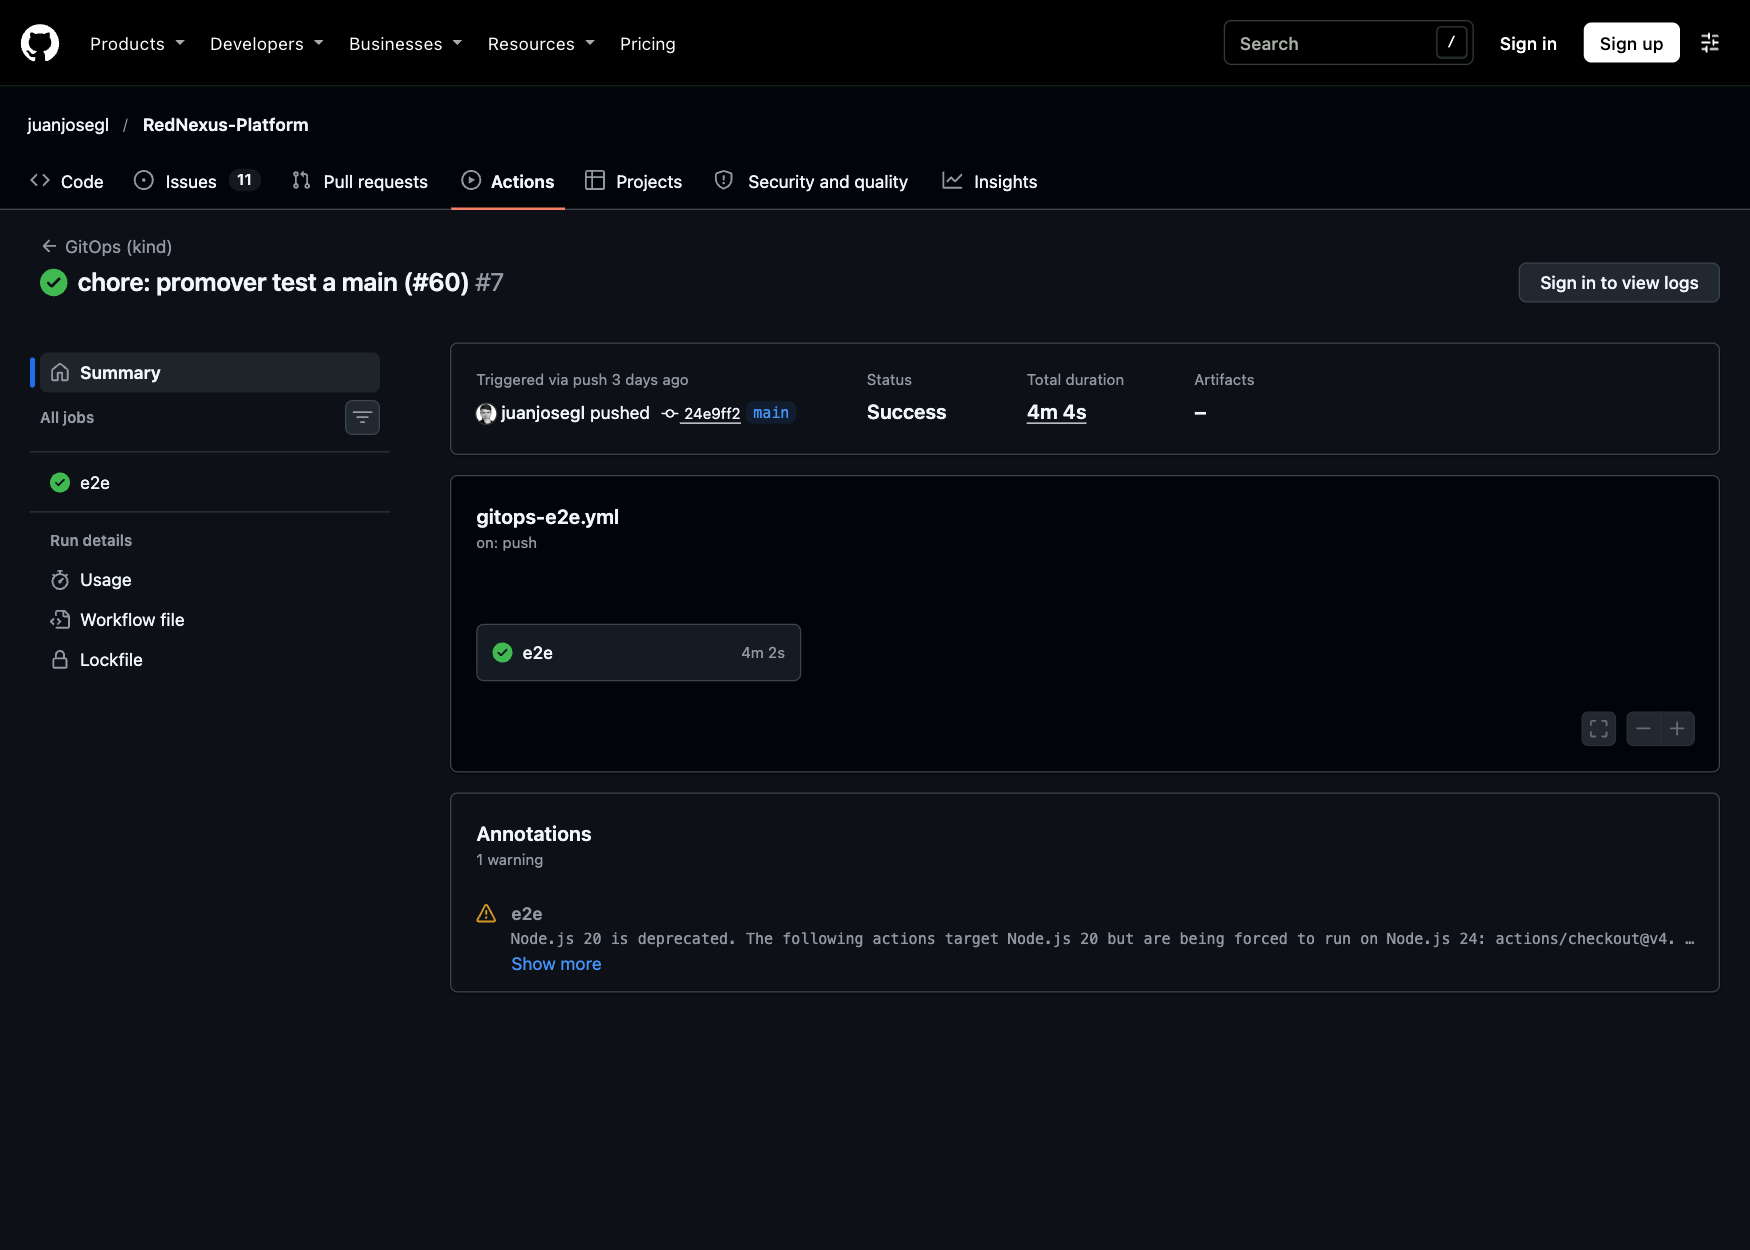 Products Developers Businesses Resources Pricing Search / Sign in Sign up
juanjosegl / RedNexus-Platform
Code Issues 11 Pull requests Actions Projects Security and quality Insights
GitOps (kind)
chore: promover test a main (#60) #7
Sign in to view logs
Summary
All jobs
e2e
Run details
Usage
Workflow file
Lockfile
Triggered via push 3 days ago
juanjosegl pushed 24e9ff2 main
Status
Success
Total duration
4m 4s
Artifacts
–
gitops-e2e.yml
on: push
e2e 4m 2s
Annotations
1 warning
e2e
Node.js 20 is deprecated. The following actions target Node.js 20 but are being forced to run on Node.js 24: actions/checkout@v4. …
Show more